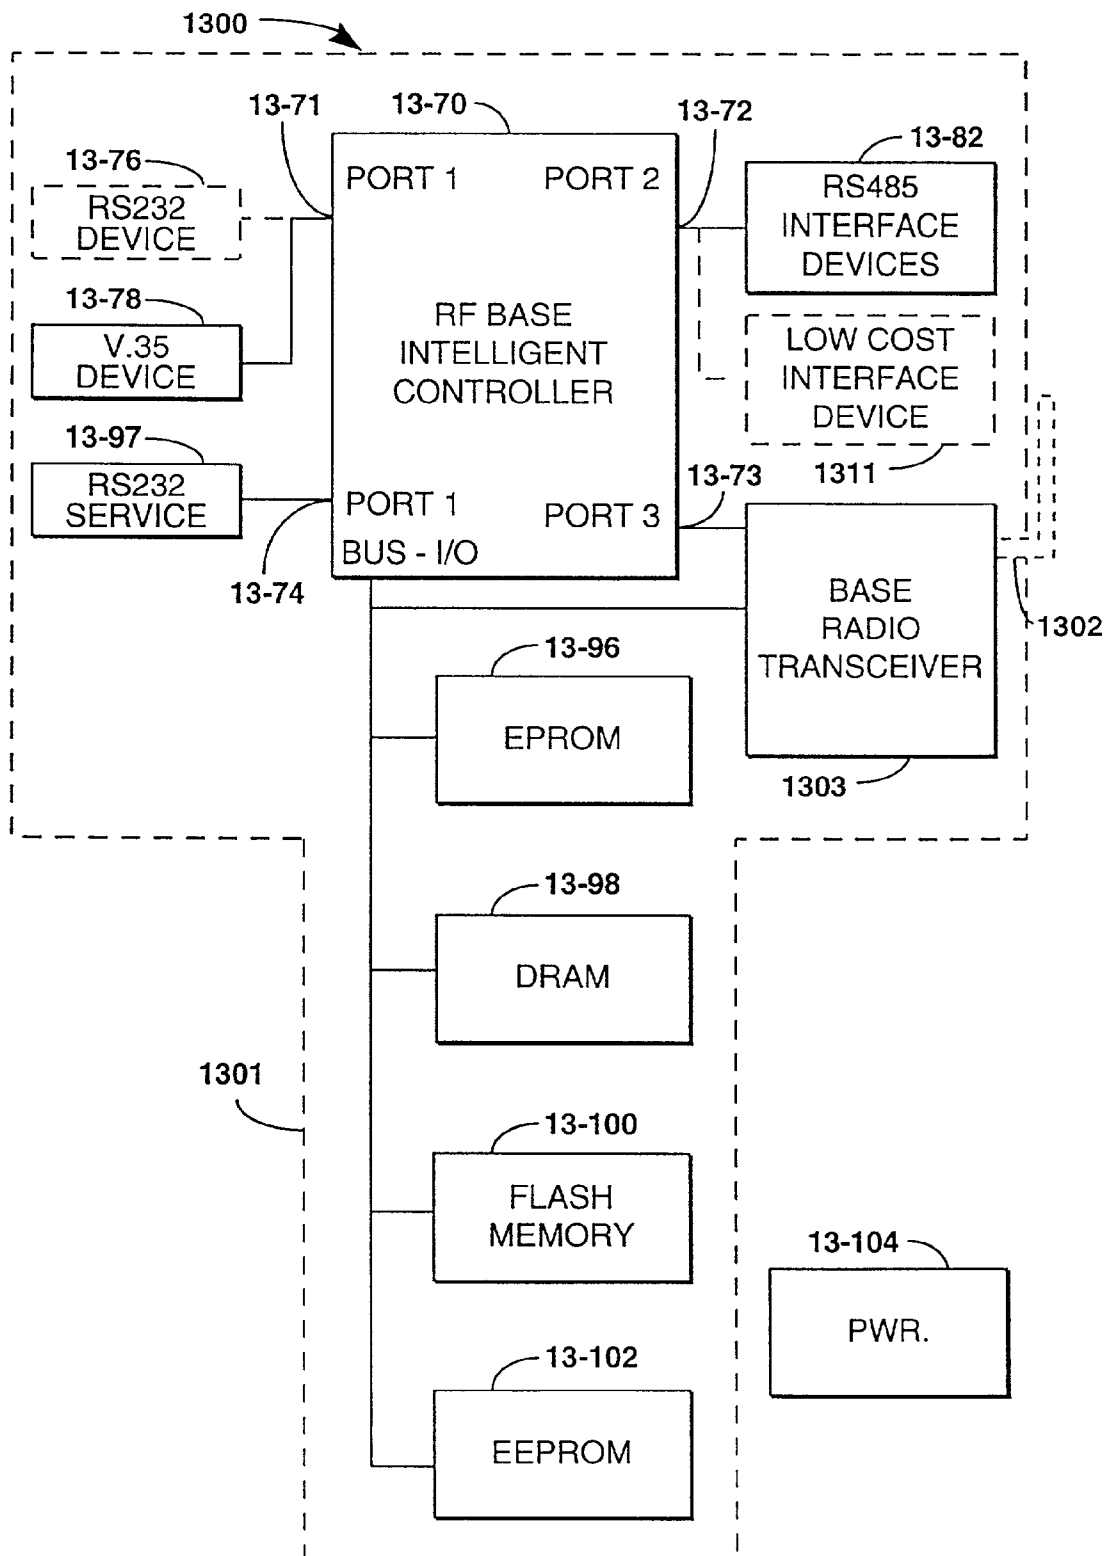 1300
13-71
13-70
13-72
13-82
13-76
RS232
DEVICE
PORT 1
PORT 2
RS485
INTERFACE
DEVICES
13-78
V.35
DEVICE
RF BASE
INTELLIGENT
CONTROLLER
LOW COST
INTERFACE
DEVICE
13-97
RS232
SERVICE
1311
13-73
PORT 1
PORT 3
BUS - I/O
13-74
BASE
RADIO
TRANSCEIVER
1302
13-96
EPROM
1303
13-98
DRAM
1301
13-100
FLASH
MEMORY
13-104
PWR.
13-102
EEPROM